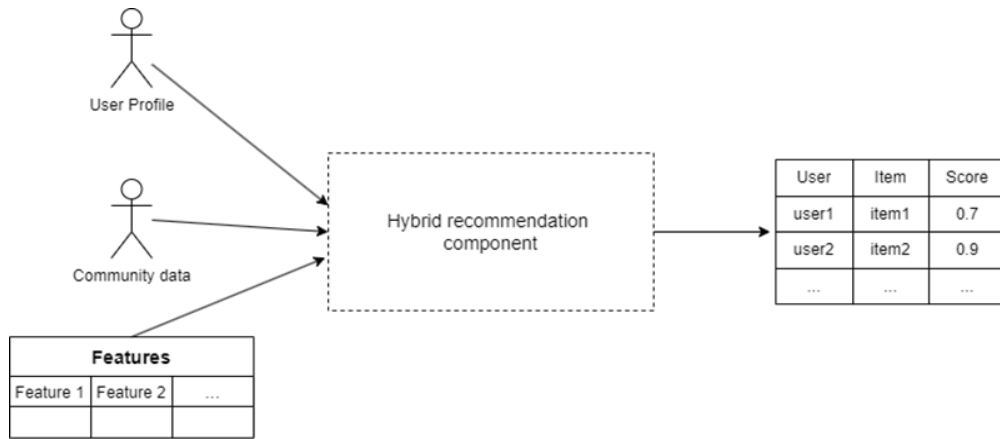 User Profile
Community data
Features
Feature 1 Feature 2 ...
Hybrid recommendation
component
User Item Score
user1 item1 0.7
user2 item2 0.9
... ... ...